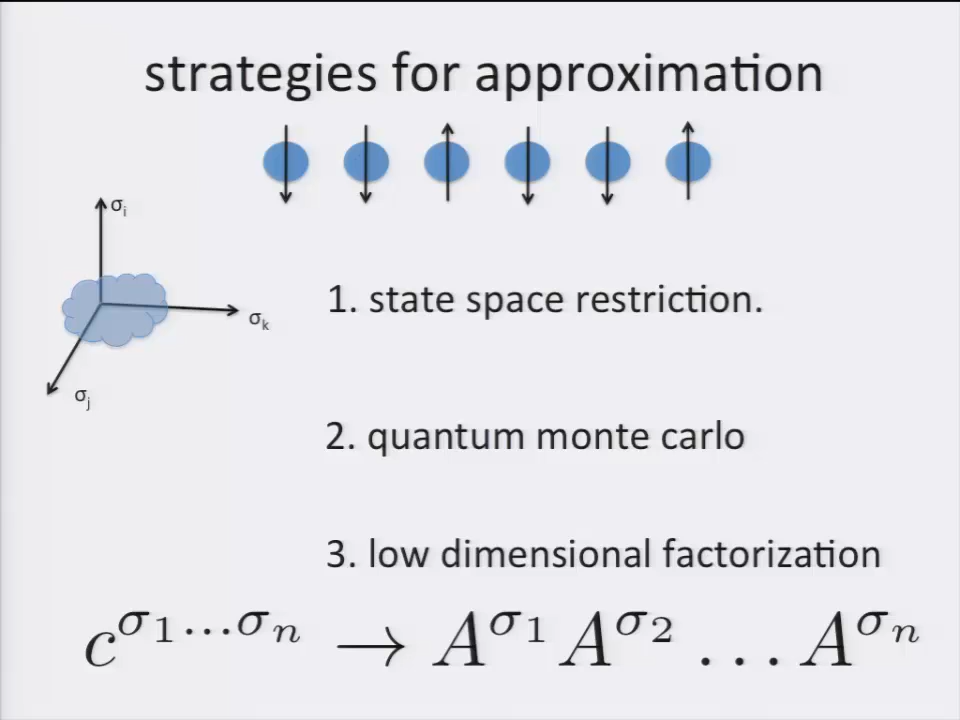 strategies for approximation
σi
σk
σj
1. state space restriction.
2. quantum monte carlo
3. low dimensional factorization
c^{σ1...σn} → A^{σ1} A^{σ2} ... A^{σn}